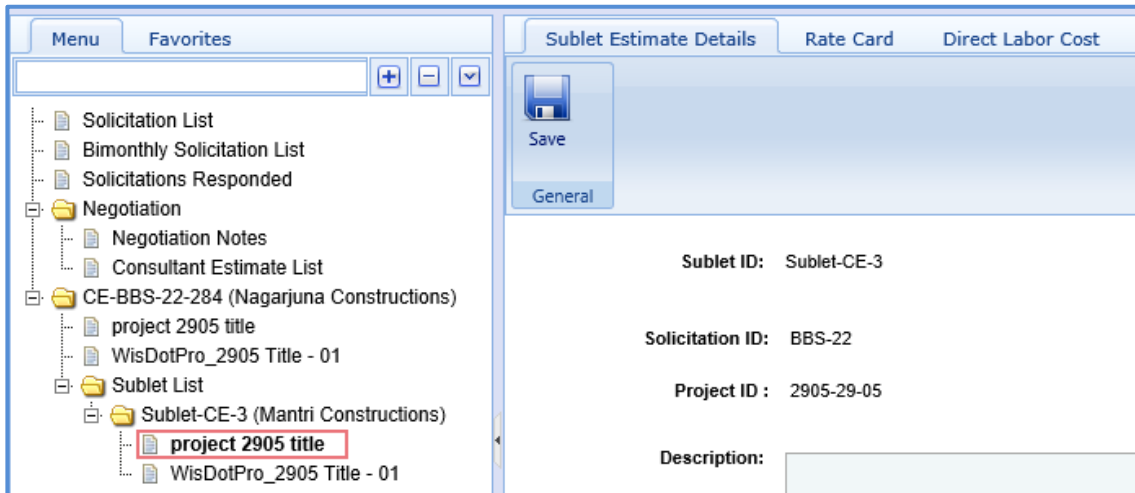 Menu
Favorites
Solicitation List
Bimonthly Solicitation List
Solicitations Responded
Negotiation
Negotiation Notes
Consultant Estimate List
CE-BBS-22-284 (Nagarjuna Constructions)
project 2905 title
WisDotPro_2905 Title - 01
Sublet List
Sublet-CE-3 (Mantri Constructions)
project 2905 title
WisDotPro_2905 Title - 01
Sublet Estimate Details
Rate Card
Direct Labor Cost
Save
General
Sublet ID: Sublet-CE-3
Solicitation ID: BBS-22
Project ID : 2905-29-05
Description: